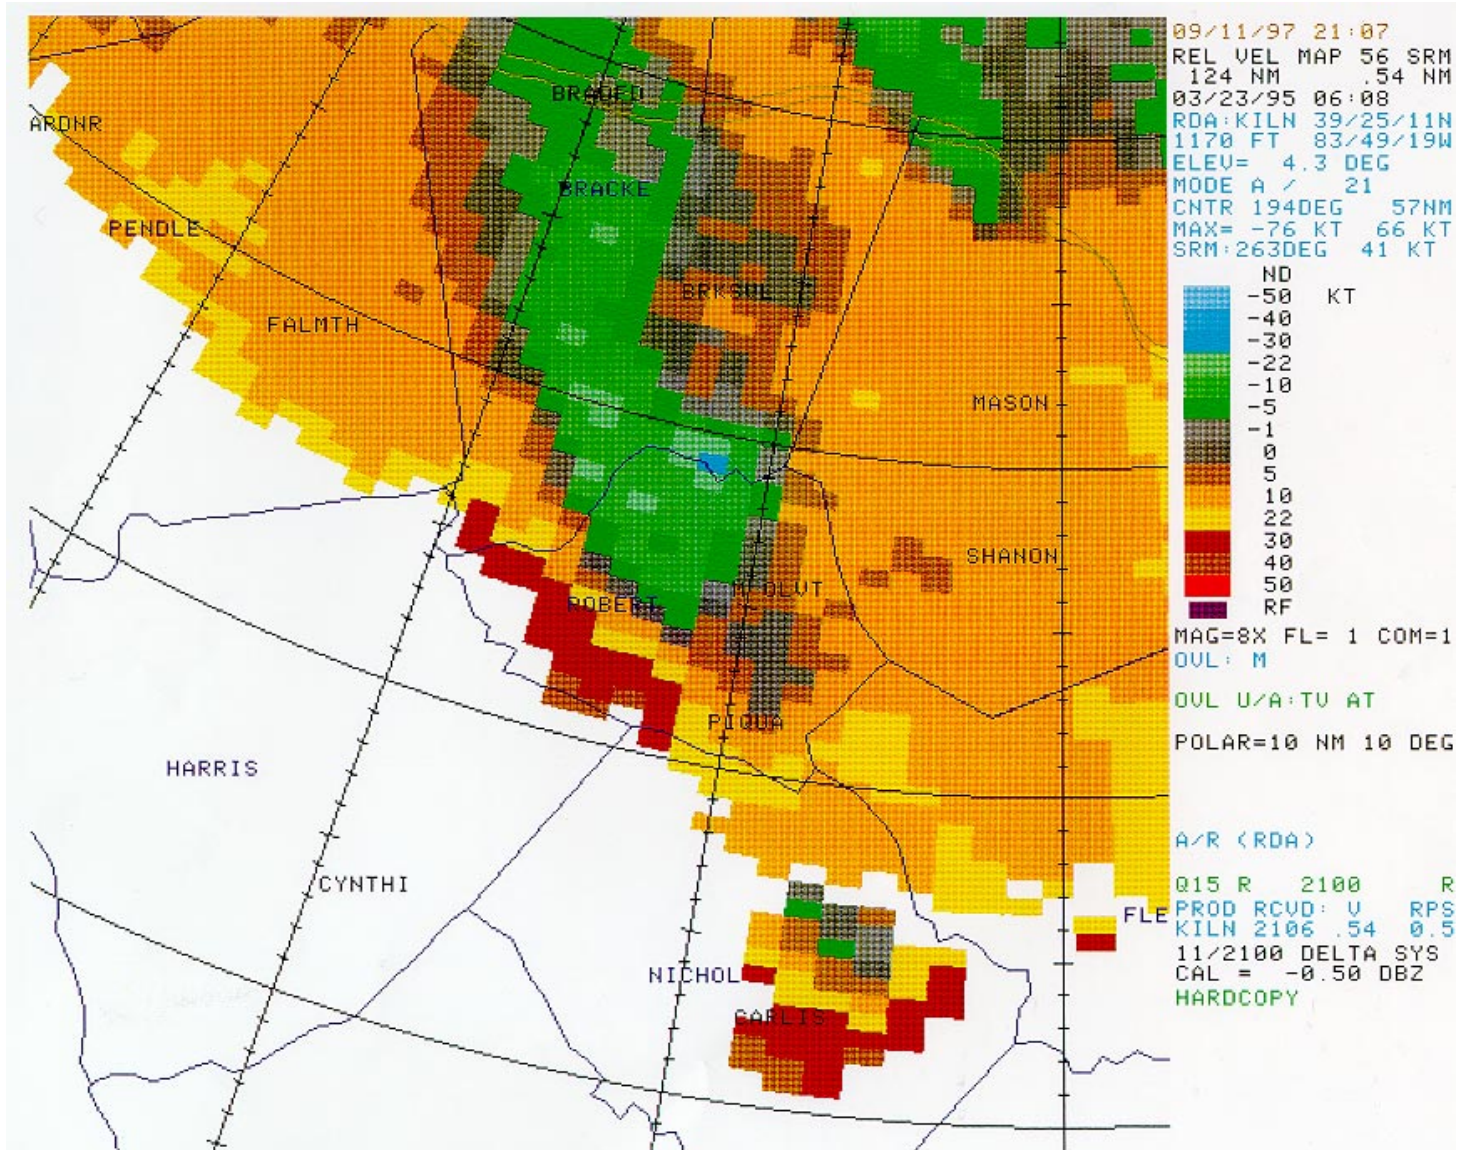 09/11/97 21:07
REL VEL MAP 56 SRM
124 NM .54 NM
03/23/95 06:08
RDA:KILN 39/25/11N
1170 FT 83/49/19W
ELEV= 4.3 DEG
MODE A / 21
CNTR 194DEG 57NM
MAX= -76 KT 66 KT
SRM:263DEG 41 KT
ND
-50 KT
-40
-30
-22
-10
-5
-1
0
5
10
22
30
40
50
RF
MAG=8X FL= 1 COM=1
OVL: M
OVL U/A:TV AT
POLAR=10 NM 10 DEG
A/R (RDA)
Q15 R 2100 R
PROD RCVD: V RPS
KILN 2106 .54 0.5
11/2100 DELTA SYS
CAL = -0.50 DBZ
HARDCOPY
BRADFD
ARDNR
BRACKE
PENDLE
FALMTH
MASON
SHANON
ROBERT
PIQUA
HARRIS
CYNTHI
FLE
NICHOL
CARLIS